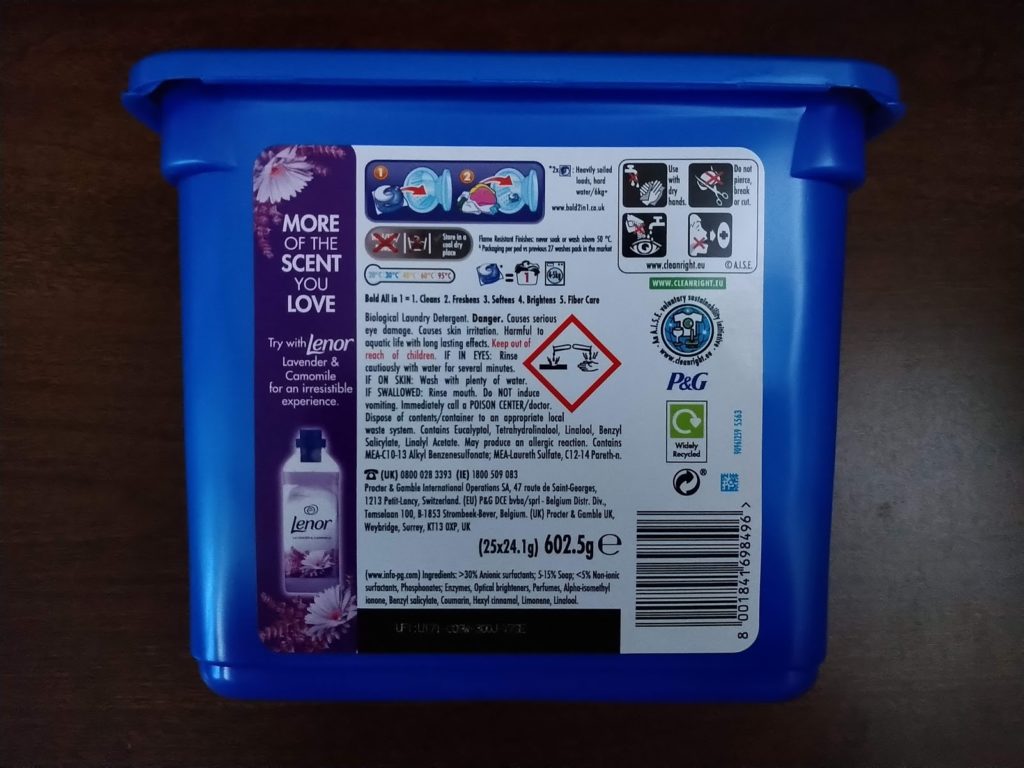 MORE
OF THE
SCENT
YOU
LOVE
Try with Lenor
Lavender &
Camomile
for an irresistible
experience.
Lenor
1
2
: Heavily soiled
loads, hard
water/6kg+
www.bold2in1.co.uk
Store in a
cool dry
place
Flame Resistant Finishes: never soak or wash above 50 °C.
Packaging per pod vs previous 27 washes pack in the market
20°C 30°C 40°C 60°C 95°C
= 1
Bold All in 1 = 1. Cleans 2. Freshens 3. Softens 4. Brightens 5. Fiber Care
Biological Laundry Detergent. Danger. Causes serious
eye damage. Causes skin irritation. Harmful to
aquatic life with long lasting effects. Keep out of
reach of children. IF IN EYES: Rinse
cautiously with water for several minutes.
IF ON SKIN: Wash with plenty of water.
IF SWALLOWED: Rinse mouth. Do NOT induce
vomiting. Immediately call a POISON CENTER/doctor.
Dispose of contents/container to an appropriate local
waste system. Contains Eucalyptol, Tetrahydrolinalool, Linalool, Benzyl
Salicylate, Linalyl Acetate. May produce an allergic reaction. Contains
MEA-C10-13 Alkyl Benzenesulfonate; MEA-Laureth Sulfate, C12-14 Pareth-n.
(UK) 0800 028 3393 (IE) 1800 509 083
Procter & Gamble International Operations SA, 47 route de Saint-Georges,
1213 Petit-Lancy, Switzerland. (EU) P&G DCE bvba/sprl - Belgium Distr. Div.,
Temselaan 100, B-1853 Strombeek-Bever, Belgium. (UK) Procter & Gamble UK,
Weybridge, Surrey, KT13 0XP, UK
(25x24.1g) 602.5g ℮
(www.info-pg.com) Ingredients: >30% Anionic surfactants; 5-15% Soap; <5% Non-ionic
surfactants, Phosphonates; Enzymes, Optical brighteners, Perfumes, Alpha-isomethyl
ionone, Benzyl salicylate, Coumarin, Hexyl cinnamal, Limonene, Linalool.
Use
with
dry
hands.
Do not
pierce,
break
or cut.
www.cleanright.eu © A.I.S.E.
WWW.CLEANRIGHT.EU
An A.I.S.E. voluntary sustainability initiative
www.cleanright.eu
P&G
Widely
Recycled
®
90961259 S563
8 001841 698496 >